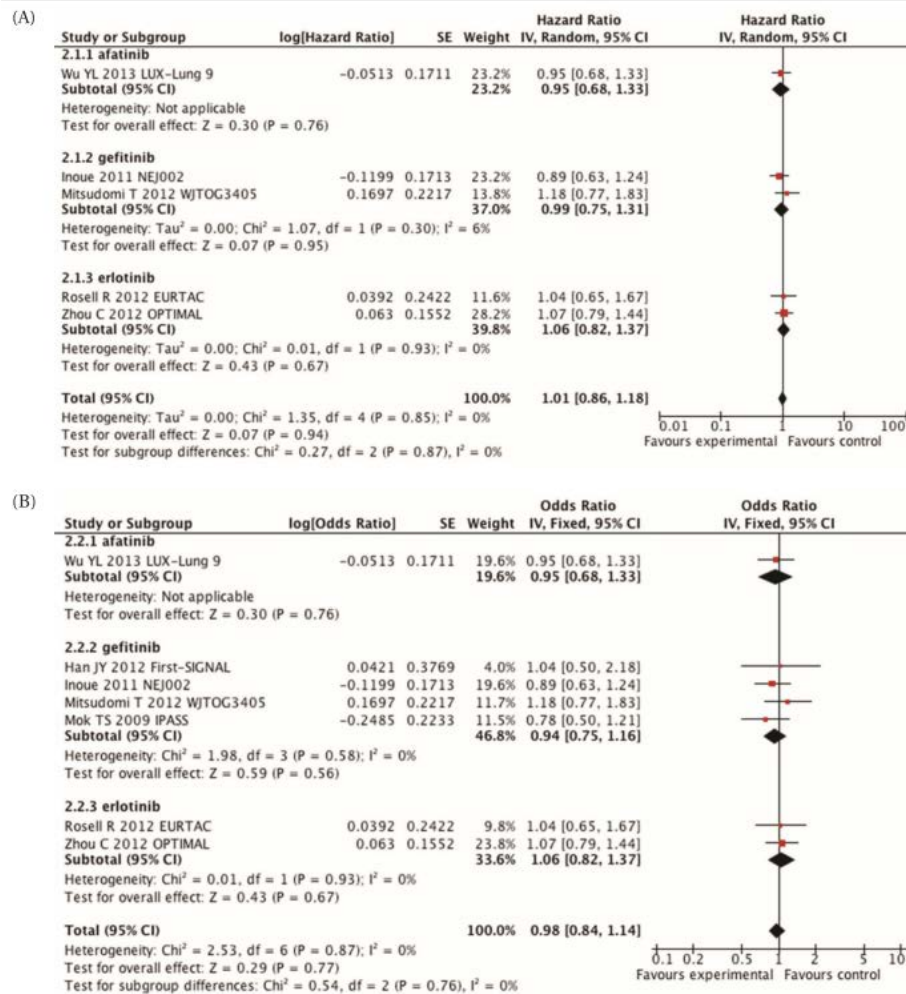 (A)
Hazard Ratio Hazard Ratio
Study or Subgroup log[Hazard Ratio] SE Weight IV, Random, 95% CI IV, Random, 95% CI
2.1.1 afatinib
Wu YL 2013 LUX-Lung 9 -0.0513 0.1711 23.2% 0.95 [0.68, 1.33]
Subtotal (95% CI) 23.2% 0.95 [0.68, 1.33]
Heterogeneity: Not applicable
Test for overall effect: Z = 0.30 (P = 0.76)
2.1.2 gefitinib
Inoue 2011 NEJ002 -0.1199 0.1713 23.2% 0.89 [0.63, 1.24]
Mitsudomi T 2012 WJTOG3405 0.1697 0.2217 13.8% 1.18 [0.77, 1.83]
Subtotal (95% CI) 37.0% 0.99 [0.75, 1.31]
Heterogeneity: Tau² = 0.00; Chi² = 1.07, df = 1 (P = 0.30); I² = 6%
Test for overall effect: Z = 0.07 (P = 0.95)
2.1.3 erlotinib
Rosell R 2012 EURTAC 0.0392 0.2422 11.6% 1.04 [0.65, 1.67]
Zhou C 2012 OPTIMAL 0.063 0.1552 28.2% 1.07 [0.79, 1.44]
Subtotal (95% CI) 39.8% 1.06 [0.82, 1.37]
Heterogeneity: Tau² = 0.00; Chi² = 0.01, df = 1 (P = 0.93); I² = 0%
Test for overall effect: Z = 0.43 (P = 0.67)
Total (95% CI) 100.0% 1.01 [0.86, 1.18]
Heterogeneity: Tau² = 0.00; Chi² = 1.35, df = 4 (P = 0.85); I² = 0%
Test for overall effect: Z = 0.07 (P = 0.94)
Test for subgroup differences: Chi² = 0.27, df = 2 (P = 0.87), I² = 0%
0.01 0.1 1 10 100
Favours experimental Favours control
(B)
Odds Ratio Odds Ratio
Study or Subgroup log[Odds Ratio] SE Weight IV, Fixed, 95% CI IV, Fixed, 95% CI
2.2.1 afatinib
Wu YL 2013 LUX-Lung 9 -0.0513 0.1711 19.6% 0.95 [0.68, 1.33]
Subtotal (95% CI) 19.6% 0.95 [0.68, 1.33]
Heterogeneity: Not applicable
Test for overall effect: Z = 0.30 (P = 0.76)
2.2.2 gefitinib
Han JY 2012 First-SIGNAL 0.0421 0.3769 4.0% 1.04 [0.50, 2.18]
Inoue 2011 NEJ002 -0.1199 0.1713 19.6% 0.89 [0.63, 1.24]
Mitsudomi T 2012 WJTOG3405 0.1697 0.2217 11.7% 1.18 [0.77, 1.83]
Mok TS 2009 IPASS -0.2485 0.2233 11.5% 0.78 [0.50, 1.21]
Subtotal (95% CI) 46.8% 0.94 [0.75, 1.16]
Heterogeneity: Chi² = 1.98, df = 3 (P = 0.58); I² = 0%
Test for overall effect: Z = 0.59 (P = 0.56)
2.2.3 erlotinib
Rosell R 2012 EURTAC 0.0392 0.2422 9.8% 1.04 [0.65, 1.67]
Zhou C 2012 OPTIMAL 0.063 0.1552 23.8% 1.07 [0.79, 1.44]
Subtotal (95% CI) 33.6% 1.06 [0.82, 1.37]
Heterogeneity: Chi² = 0.01, df = 1 (P = 0.93); I² = 0%
Test for overall effect: Z = 0.43 (P = 0.67)
Total (95% CI) 100.0% 0.98 [0.84, 1.14]
Heterogeneity: Chi² = 2.53, df = 6 (P = 0.87); I² = 0%
Test for overall effect: Z = 0.29 (P = 0.77)
Test for subgroup differences: Chi² = 0.54, df = 2 (P = 0.76), I² = 0%
0.1 0.2 0.5 1 2 5 10
Favours experimental Favours control